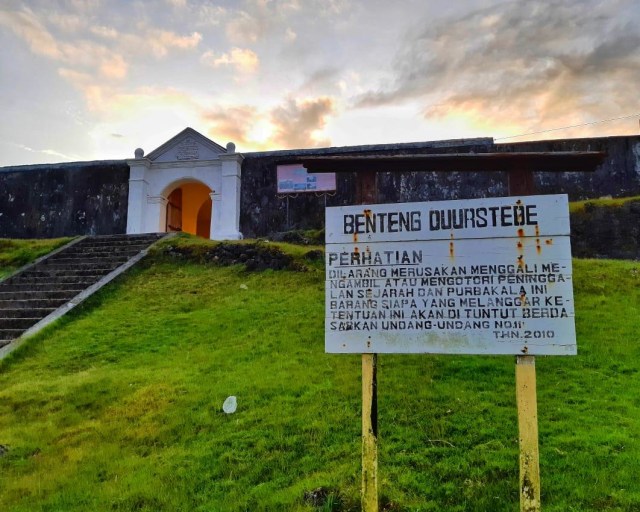 BENTENG DUURSTEDE
PERHATIAN
DILARANG MERUSAKAN MENGGALI ME-
NGAMBIL ATAU MENGOTORI PENINGGA-
LAN SEJARAH DAN PURBAKALA INI
BARANG SIAPA YANG MELANGGAR KE-
TENTUAN INI AKAN DI TUNTUT BERDA-
SARKAN UNDANG-UNDANG NO.11
THN.2010